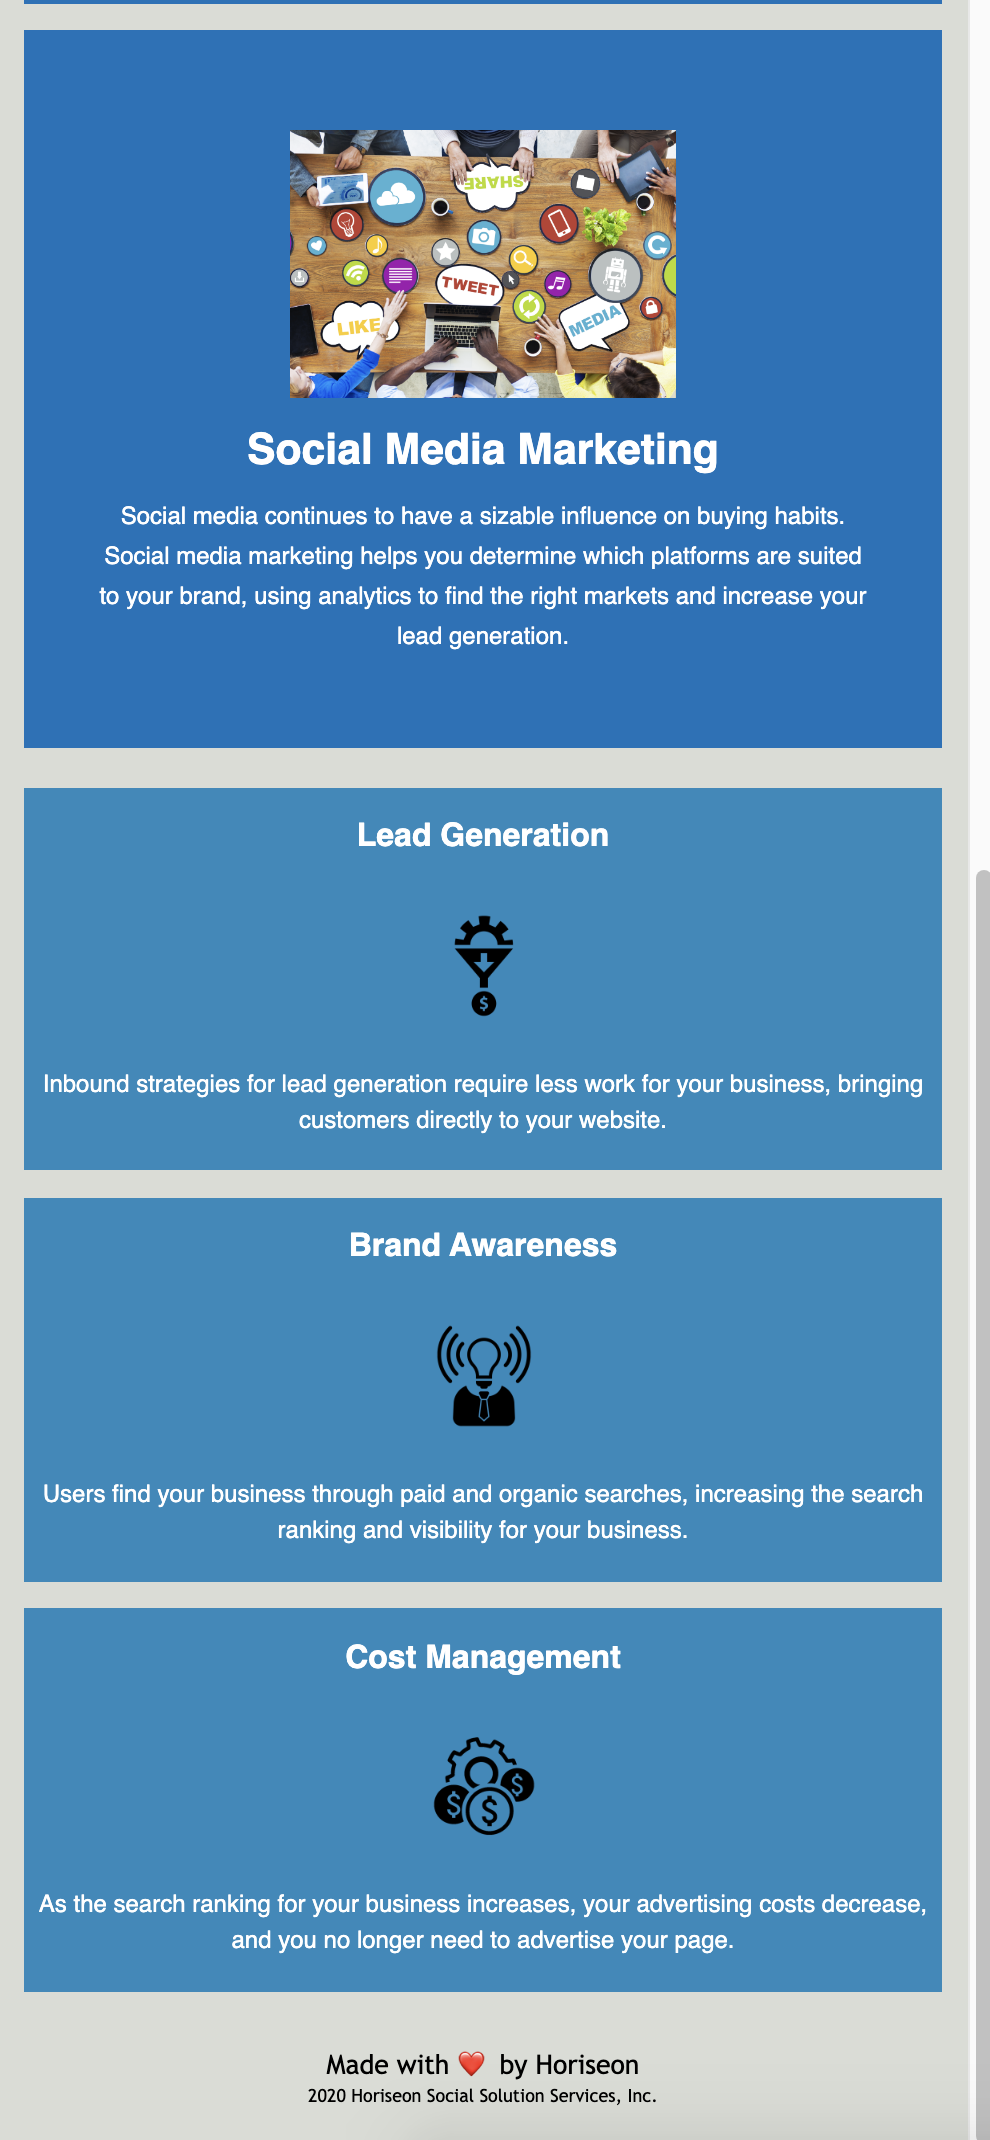 SHARE
TWEET
LIKE
MEDIA
Social Media Marketing
Social media continues to have a sizable influence on buying habits.
Social media marketing helps you determine which platforms are suited
to your brand, using analytics to find the right markets and increase your
lead generation.
Lead Generation
$
Inbound strategies for lead generation require less work for your business, bringing
customers directly to your website.
Brand Awareness
Users find your business through paid and organic searches, increasing the search
ranking and visibility for your business.
Cost Management
$ $ $
As the search ranking for your business increases, your advertising costs decrease,
and you no longer need to advertise your page.
Made with ❤️ by Horiseon
2020 Horiseon Social Solution Services, Inc.